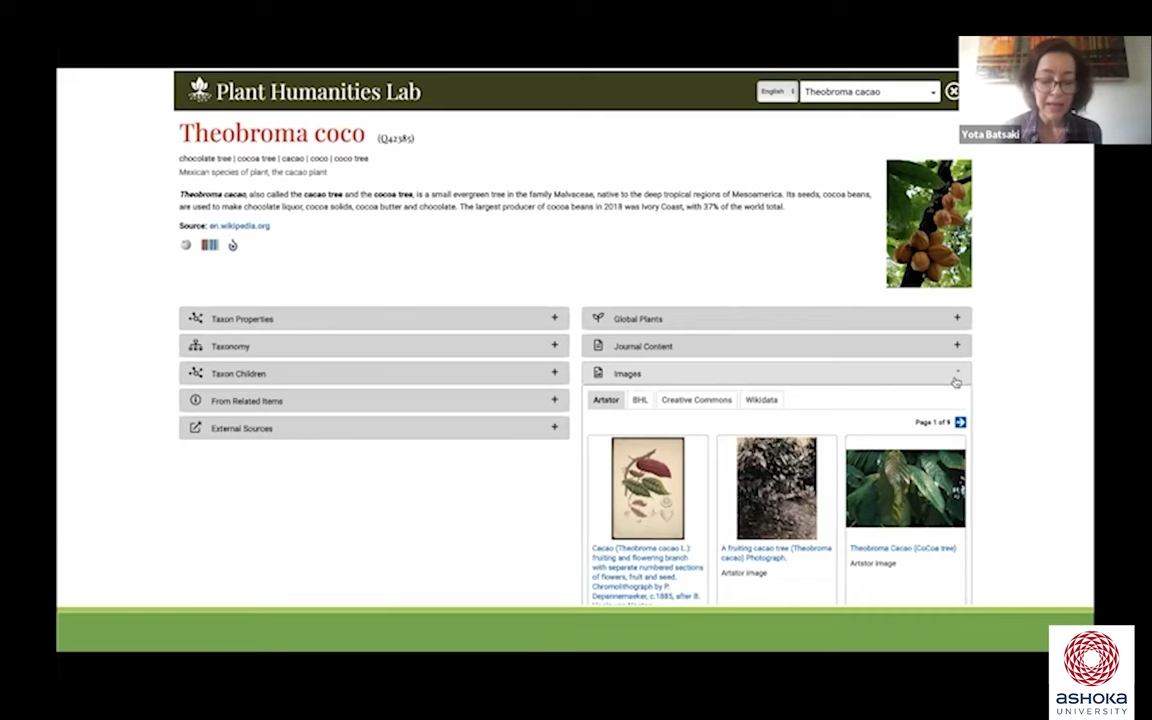 Plant Humanities Lab
English
Theobroma cacao
Yota Batsaki
Theobroma coco (Q42385)
chocolate tree | cocoa tree | cacao | coco | coco tree
Mexican species of plant, the cacao plant
Theobroma cacao, also called the cacao tree and the cocoa tree, is a small evergreen tree in the family Malvaceae, native to the deep tropical regions of Mesoamerica. Its seeds, cocoa beans,
are used to make chocolate liquor, cocoa solids, cocoa butter and chocolate. The largest producer of cocoa beans in 2018 was Ivory Coast, with 37% of the world total.
Source: en.wikipedia.org
Taxon Properties +
Taxonomy +
Taxon Children +
From Related Items +
External Sources +
Global Plants +
Journal Content +
Images -
Artstor BHL Creative Commons Wikidata
Page 1 of 9
Cacao (Theobroma cacao L.):
fruiting and flowering branch
with separate numbered sections
of flowers, fruit and seed.
Chromolithograph by P.
Depannemaeker, c.1885, after B.
A fruiting cacao tree (Theobroma
cacao) Photograph.
Artstor image
Theobroma Cacao (CoCoa tree)
Artstor image
ASHOKA
UNIVERSITY